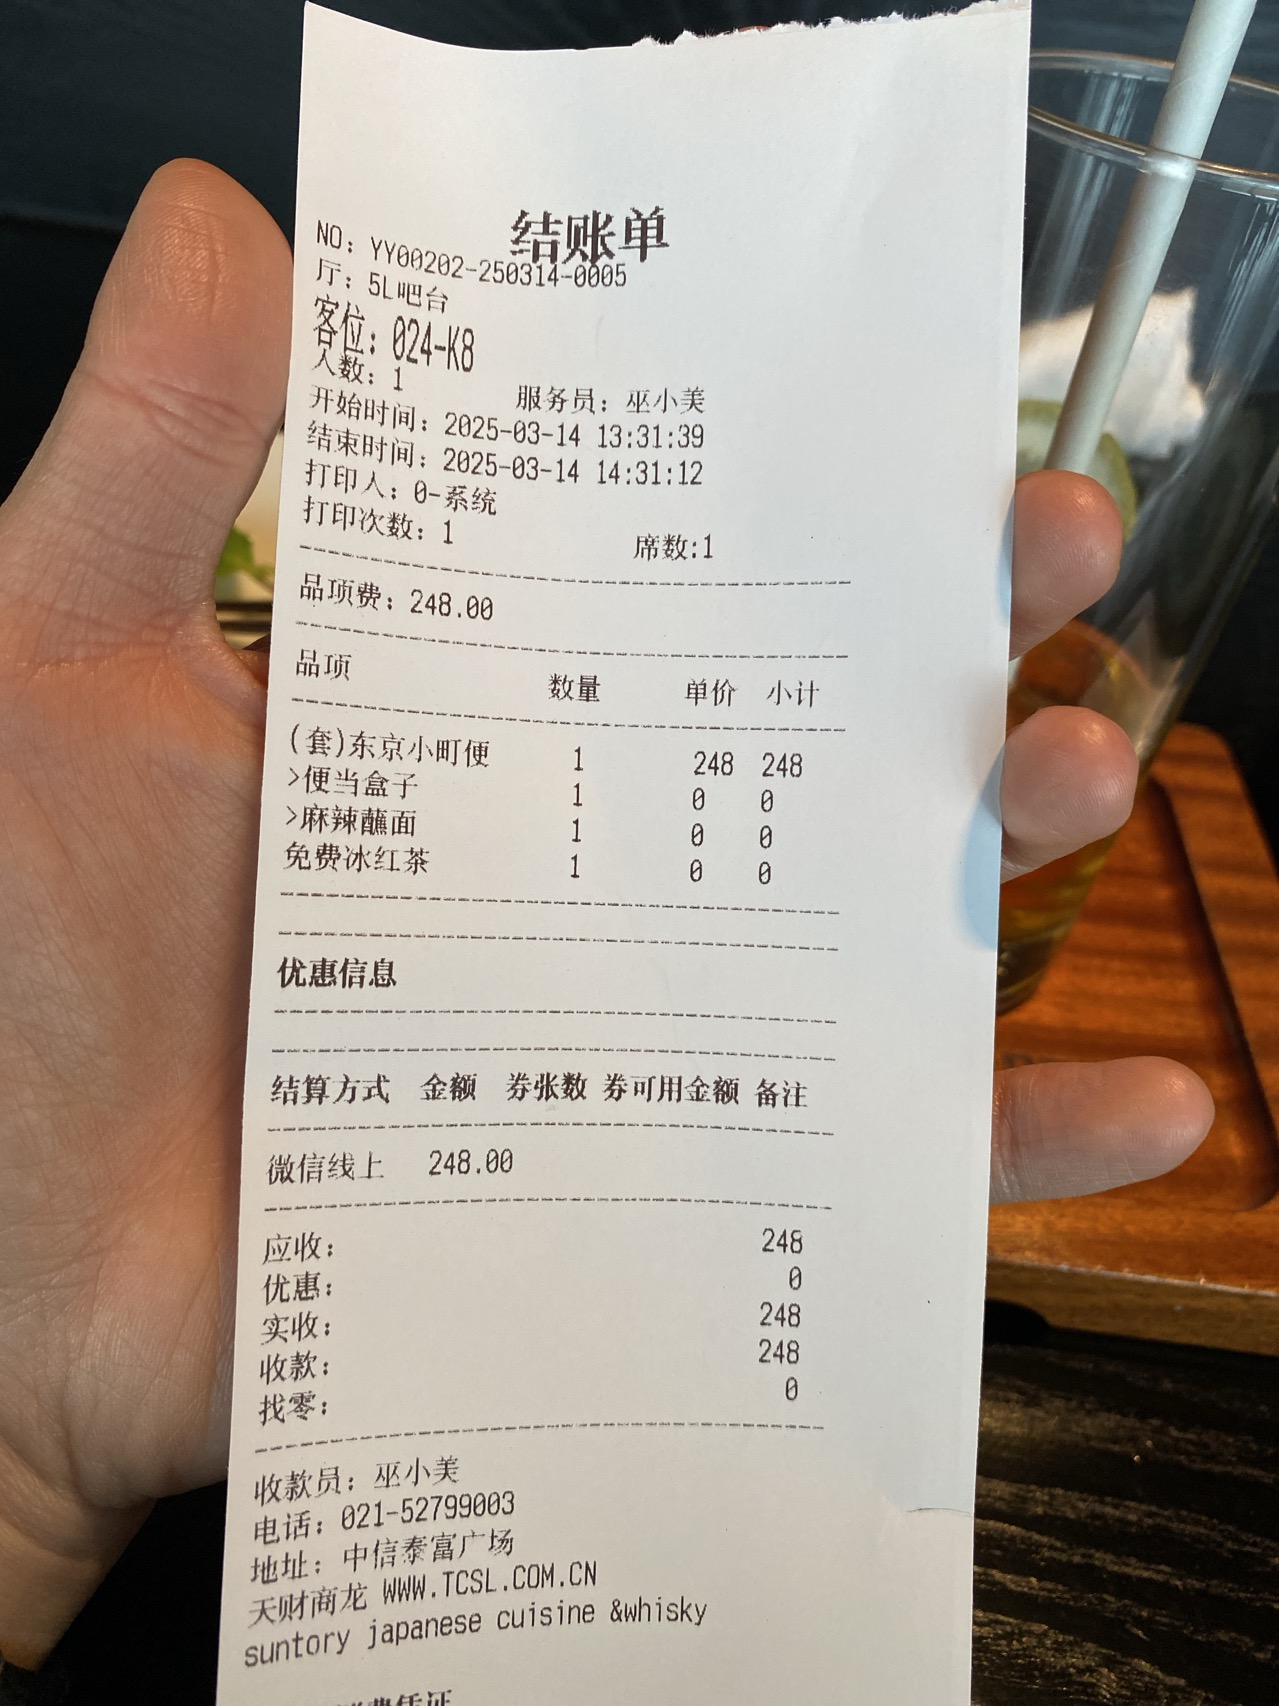 结账单
NO: YY00202-250314-0005
厅: 5L吧台
客位: 024-K8
人数: 1 服务员: 巫小美
开始时间: 2025-03-14 13:31:39
结束时间: 2025-03-14 14:31:12
打印人: 0-系统
打印次数: 1 席数:1
品项费: 248.00
品项 数量 单价 小计
(套)东京小町便 1 248 248
>便当盒子 1 0 0
>麻辣蘸面 1 0 0
免费冰红茶 1 0 0
优惠信息
结算方式 金额 券张数 券可用金额 备注
微信线上 248.00
应收: 248
优惠: 0
实收: 248
收款: 248
找零: 0
收款员: 巫小美
电话: 021-52799003
地址: 中信泰富广场
天财商龙 WWW.TCSL.COM.CN
suntory japanese cuisine &whisky
费凭证